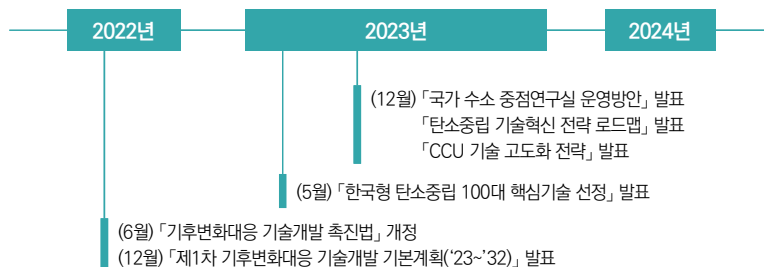 2022년
2023년
2024년
(12월) 「국가 수소 중점연구실 운영방안」 발표
「탄소중립 기술혁신 전략 로드맵」 발표
「CCU 기술 고도화 전략」 발표
(5월) 「한국형 탄소중립 100대 핵심기술 선정」 발표
(6월) 「기후변화대응 기술개발 촉진법」 개정
(12월) 「제1차 기후변화대응 기술개발 기본계획(‘23~’32)」 발표